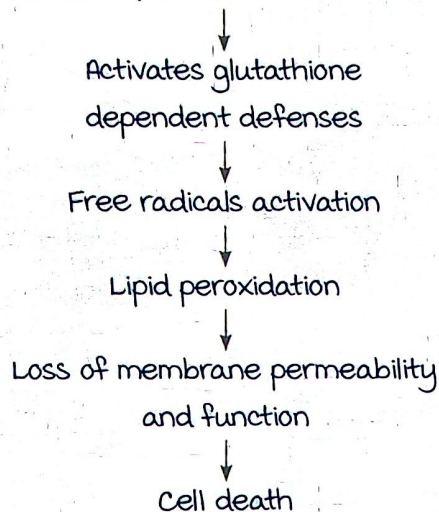 Activates glutathione
dependent defenses
Free radicals activation
Lipid peroxidation
Loss of membrane permeability
and function
Cell death